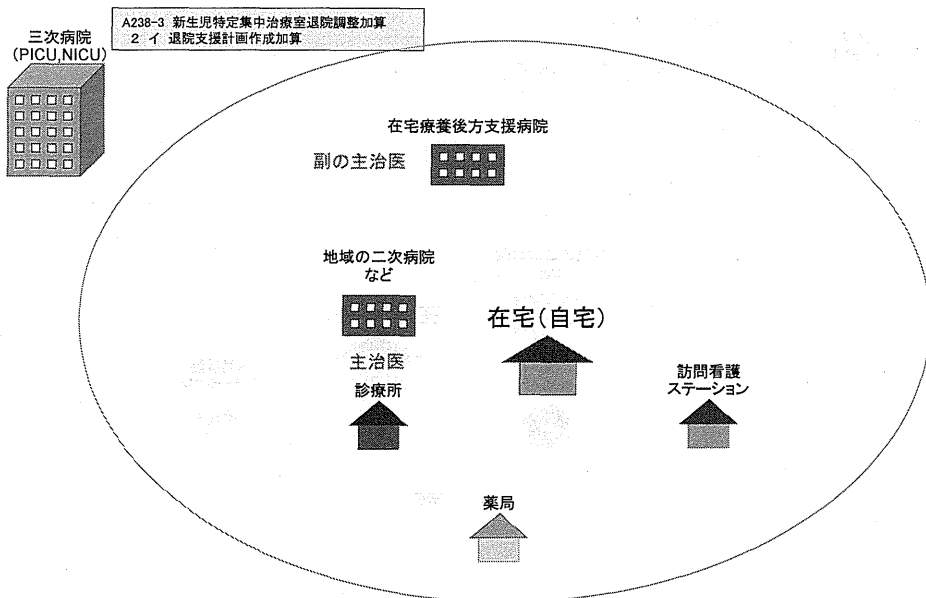 A238-3 新生児特定集中治療室退院調整加算
2 イ 退院支援計画作成加算
三次病院
(PICU,NICU)
在宅療養後方支援病院
副の主治医
地域の二次病院
など
在宅(自宅)
主治医
診療所
訪問看護
ステーション
薬局